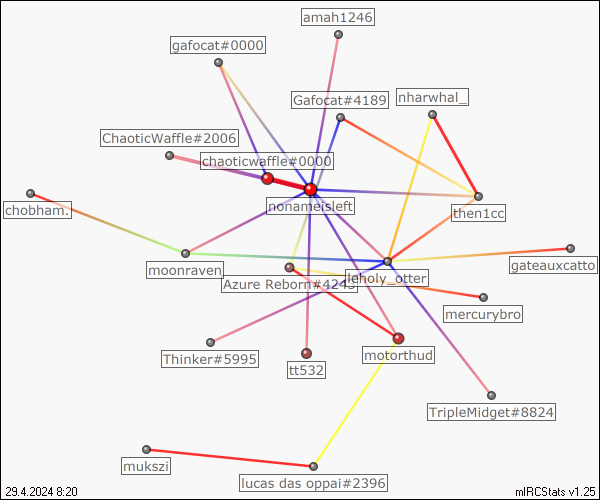 amah1246
gafocat#0000
Gafocat#4189
nharwhal_
ChaoticWaffle#2006
chaoticwaffle#0000
chobham.
nonameisleft
then1cc
moonraven
Azure Reborn#4243
leholy_otter
gateauxcatto
mercurybro
Thinker#5995
tt532
motorthud
TripleMidget#8824
mukszi
lucas das oppai#2396
29.4.2024 8:20
mIRCStats v1.25